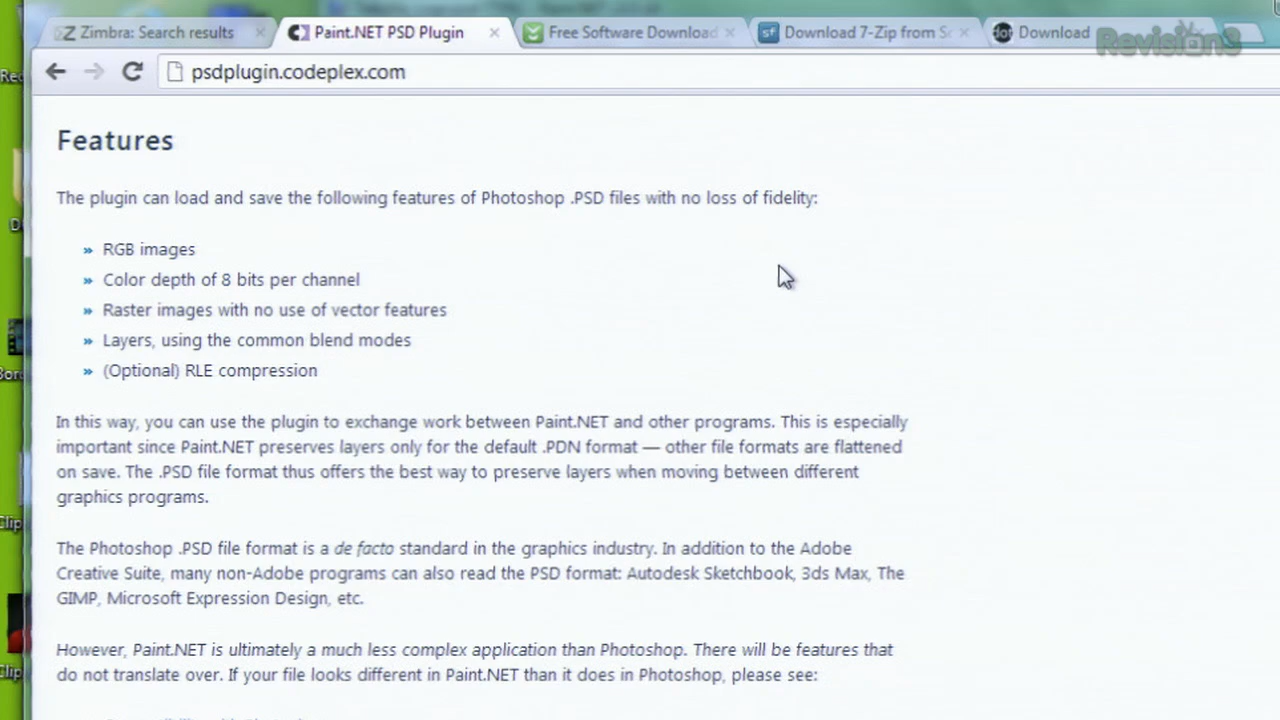 Zimbra: Search results
Paint.NET PSD Plugin
Free Software Download
sf Download 7-Zip from
dot Download
Revision3
psdplugin.codeplex.com
Features
The plugin can load and save the following features of Photoshop .PSD files with no loss of fidelity:
» RGB images
» Color depth of 8 bits per channel
» Raster images with no use of vector features
» Layers, using the common blend modes
» (Optional) RLE compression
In this way, you can use the plugin to exchange work between Paint.NET and other programs. This is especially
important since Paint.NET preserves layers only for the default .PDN format — other file formats are flattened
on save. The .PSD file format thus offers the best way to preserve layers when moving between different
graphics programs.
The Photoshop .PSD file format is a de facto standard in the graphics industry. In addition to the Adobe
Creative Suite, many non-Adobe programs can also read the PSD format: Autodesk Sketchbook, 3ds Max, The
GIMP, Microsoft Expression Design, etc.
However, Paint.NET is ultimately a much less complex application than Photoshop. There will be features that
do not translate over. If your file looks different in Paint.NET than it does in Photoshop, please see: